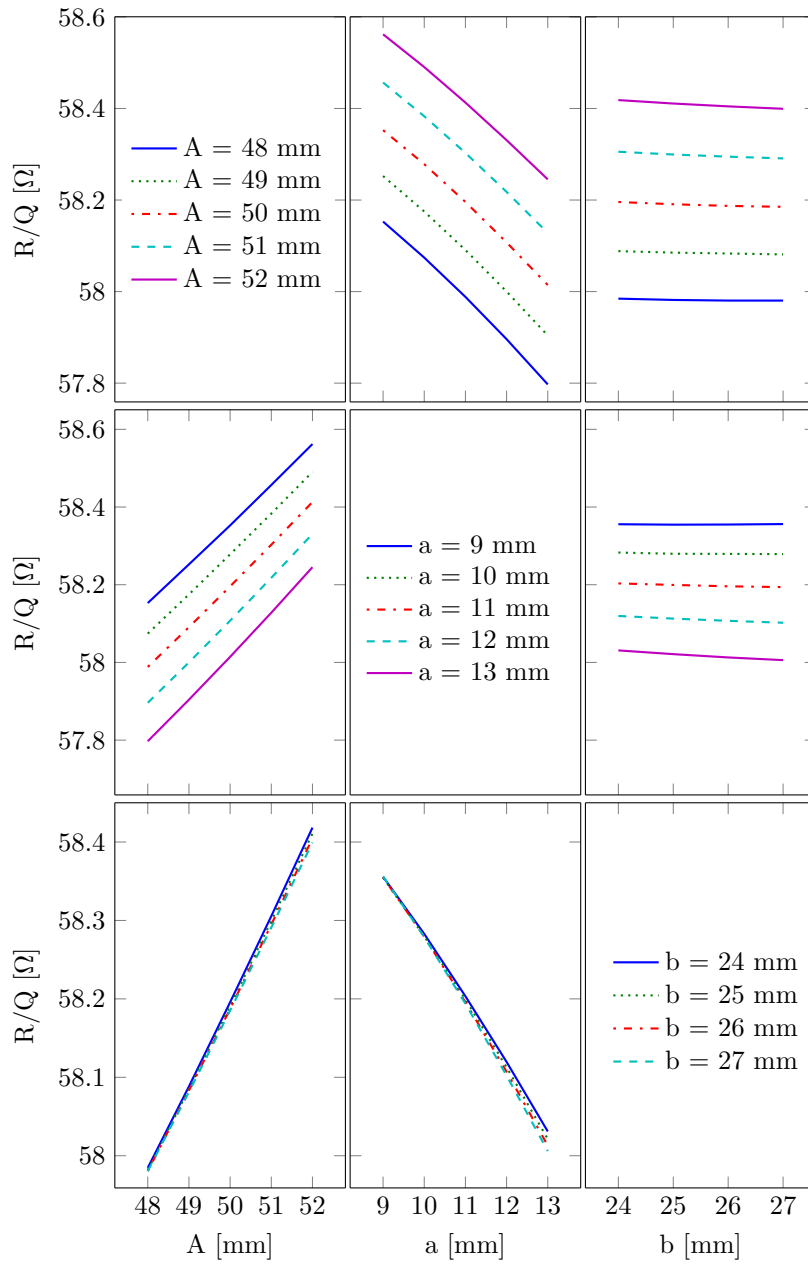 58.6
58.4
58.2
58
57.8
R/Q [Ω]
A = 48 mm
A = 49 mm
A = 50 mm
A = 51 mm
A = 52 mm
58.6
58.4
58.2
58
57.8
R/Q [Ω]
a = 9 mm
a = 10 mm
a = 11 mm
a = 12 mm
a = 13 mm
58.4
58.3
58.2
58.1
58
R/Q [Ω]
b = 24 mm
b = 25 mm
b = 26 mm
b = 27 mm
48 49 50 51 52 9 10 11 12 13 24 25 26 27
A [mm] a [mm] b [mm]